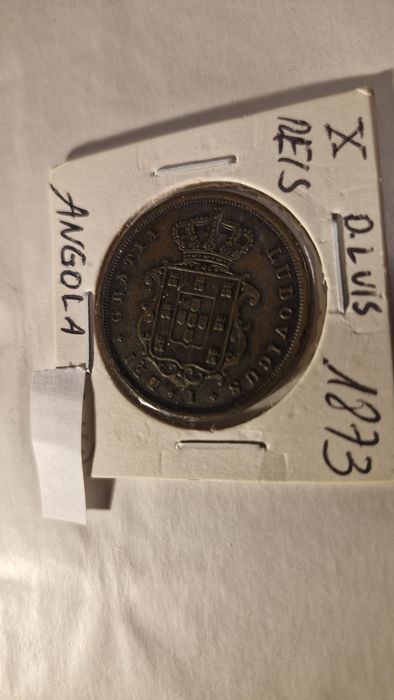 X
REIS
D. LUIS
1873
ANGOLA
LUDOVICUS · I · DEI · GRATIA